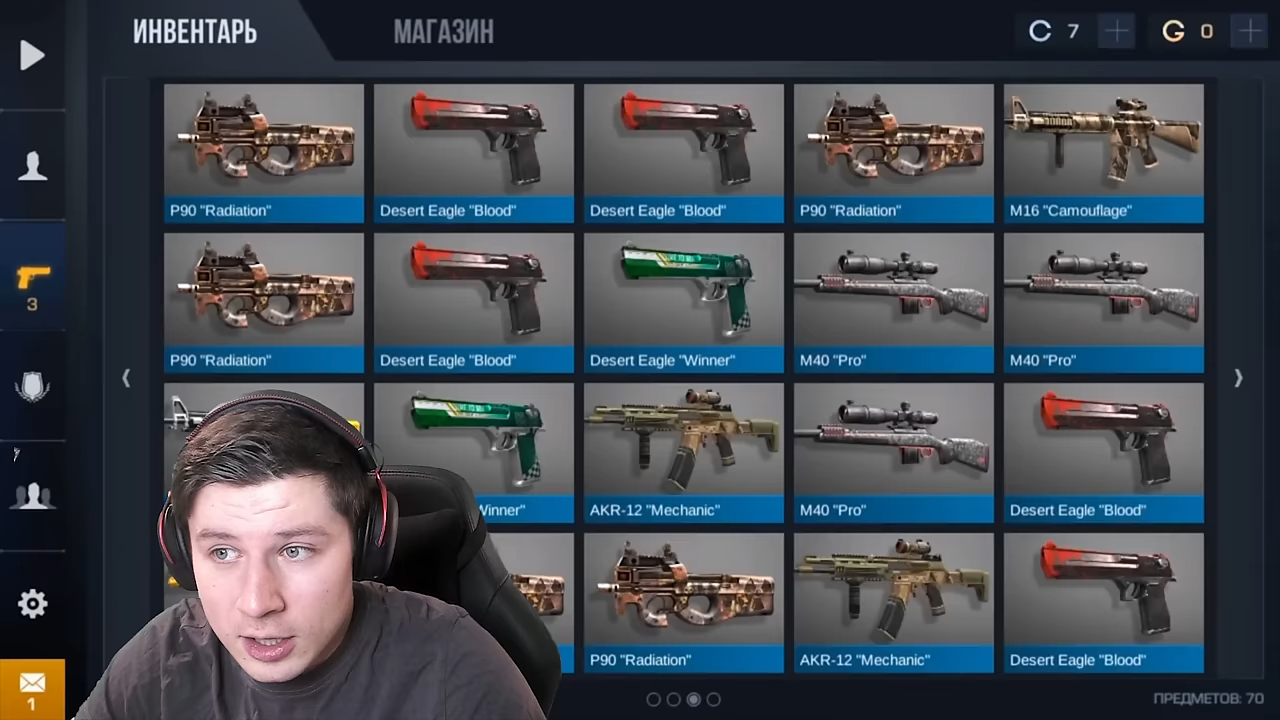 ИНВЕНТАРЬ
МАГАЗИН
C 7
G 0
P90 "Radiation"
Desert Eagle "Blood"
Desert Eagle "Blood"
P90 "Radiation"
M16 "Camouflage"
3
P90 "Radiation"
Desert Eagle "Blood"
Desert Eagle "Winner"
M40 "Pro"
M40 "Pro"
Winner"
AKR-12 "Mechanic"
M40 "Pro"
Desert Eagle "Blood"
P90 "Radiation"
AKR-12 "Mechanic"
Desert Eagle "Blood"
1
ПРЕДМЕТОВ: 70